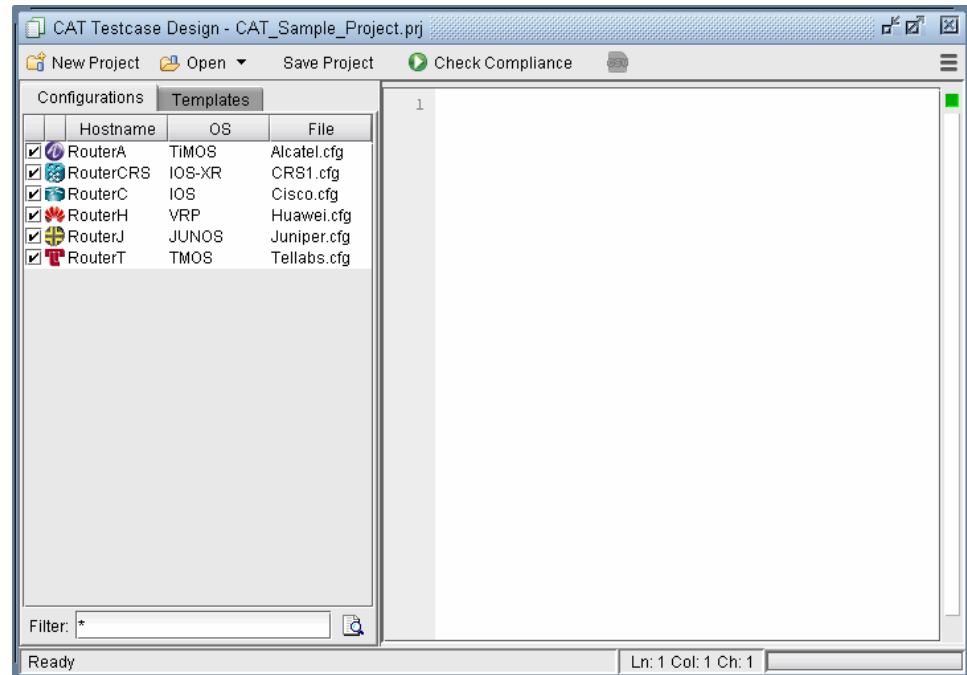 CAT Testcase Design - CAT_Sample_Project.prj
New Project Open Save Project Check Compliance
Configurations Templates
Hostname OS File
RouterA TiMOS Alcatel.cfg
RouterCRS IOS-XR CRS1.cfg
RouterC IOS Cisco.cfg
RouterH VRP Huawei.cfg
RouterJ JUNOS Juniper.cfg
RouterT TMOS Tellabs.cfg
1
Filter: *
Ready Ln: 1 Col: 1 Ch: 1